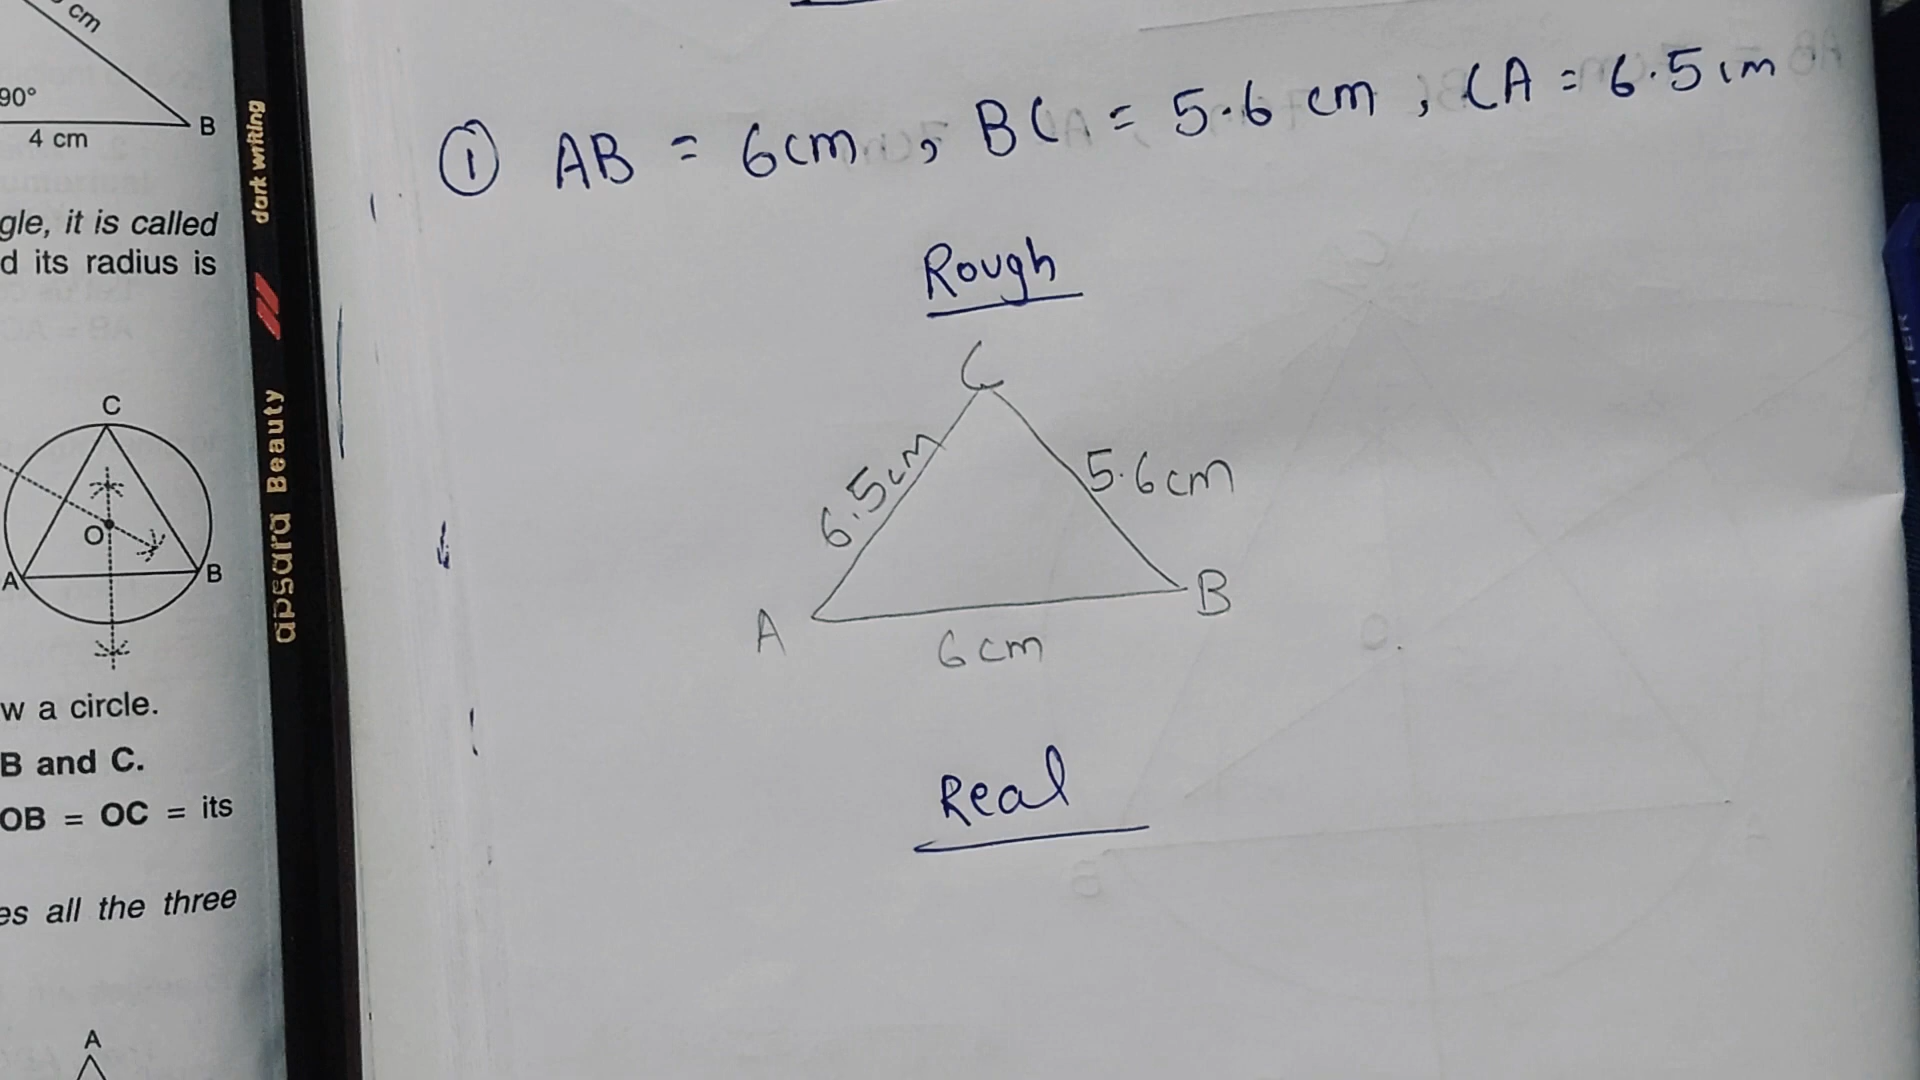 cm
90°
4 cm
B
gle, it is called
d its radius is
C
O
A
B
w a circle.
B and C.
OB = OC = its
es all the three
A
dark writing
apsara Beauty
① AB = 6cm, BC = 5.6 cm, CA = 6.5 cm
Rough
C
6.5cm
5.6cm
A
B
6cm
Real